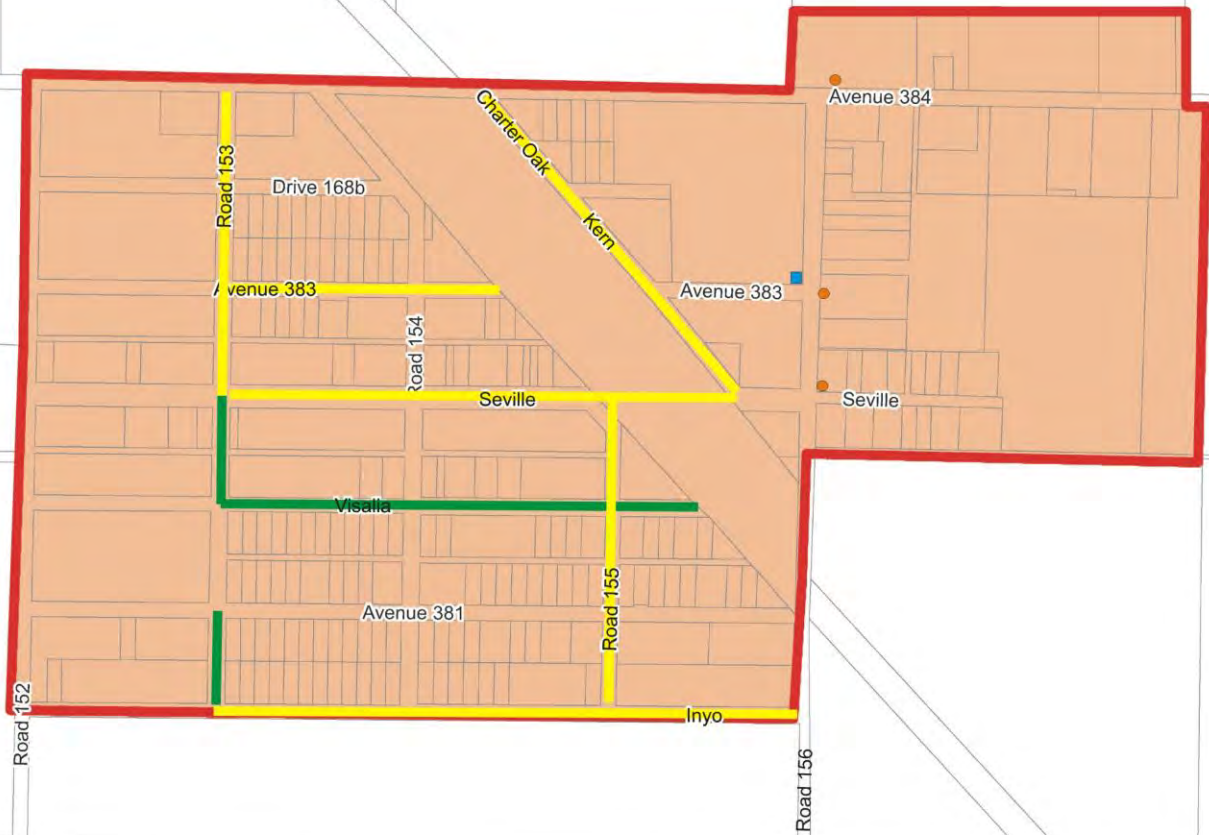 Avenue 384
Charter Oak
Road 153
Drive 168b
Kern
Avenue 383
Avenue 383
Road 154
Seville
Seville
Visalia
Road 155
Avenue 381
Road 152
Inyo
Road 156